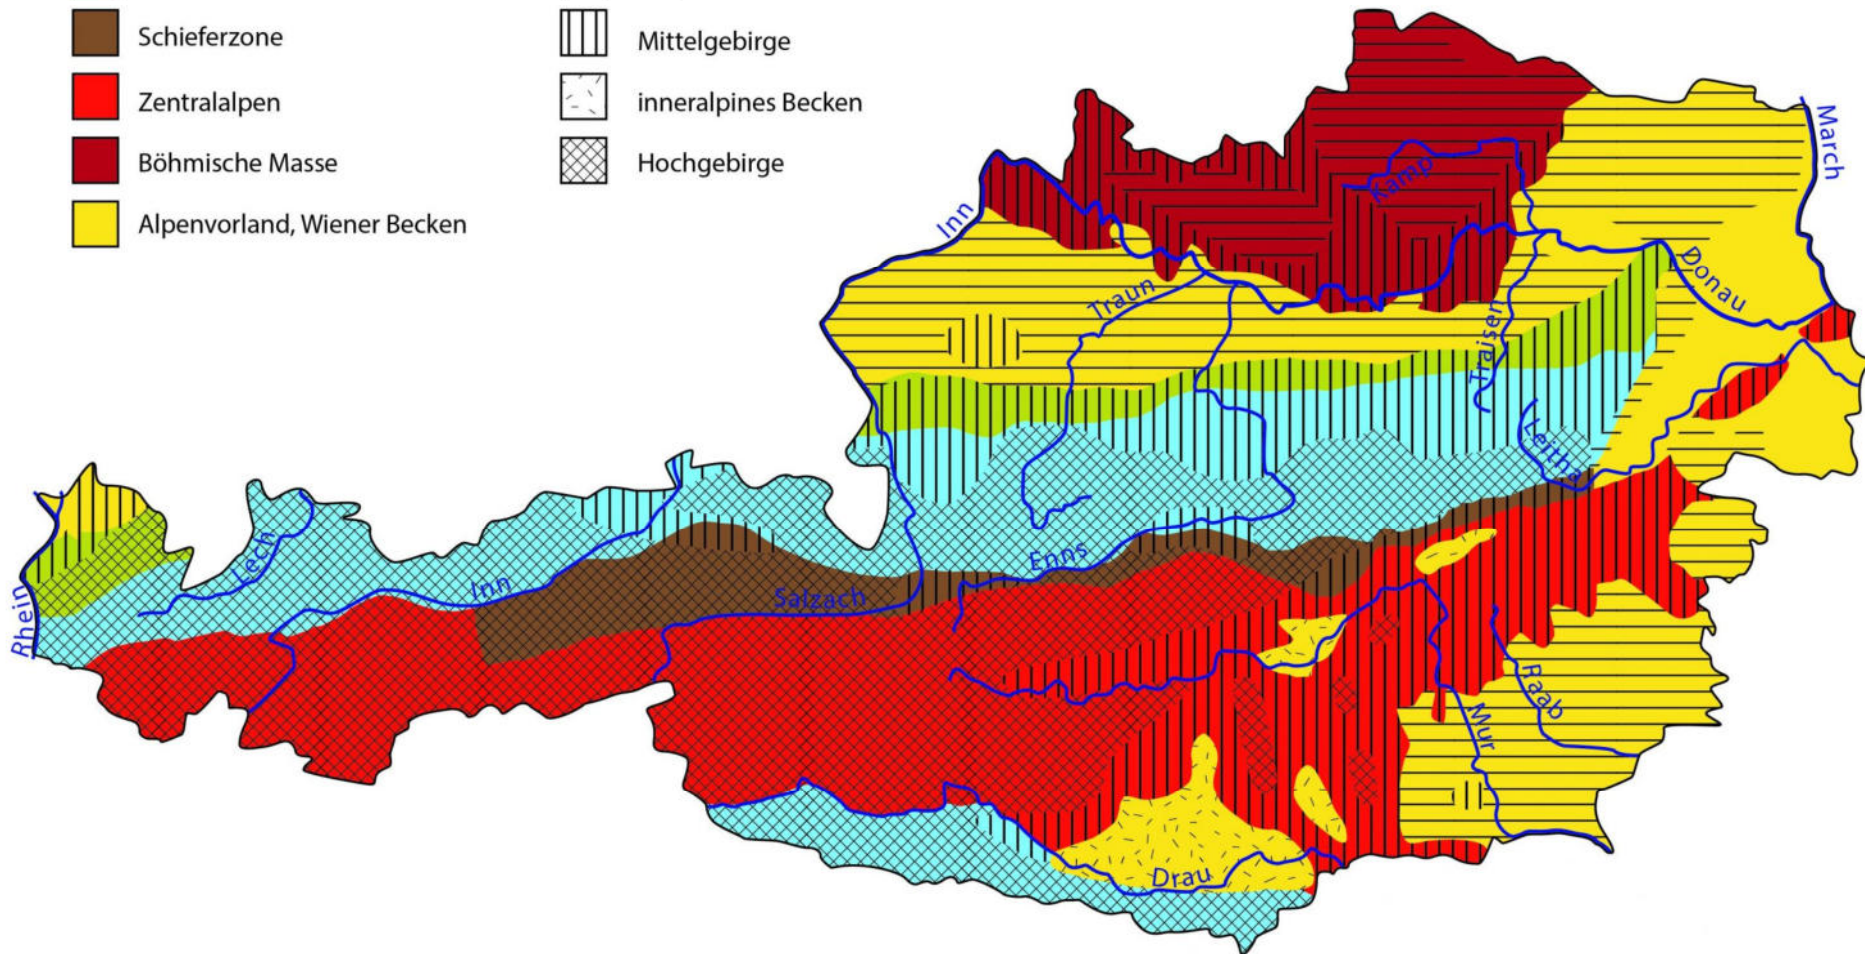 Schieferzone
Zentralalpen
Böhmische Masse
Alpenvorland, Wiener Becken
Mittelgebirge
inneralpines Becken
Hochgebirge
March
Kamp
Inn
Donau
Traun
Traisen
Leitha
Lech
Inn
Enns
Salzach
Rhein
Raab
Mur
Drau